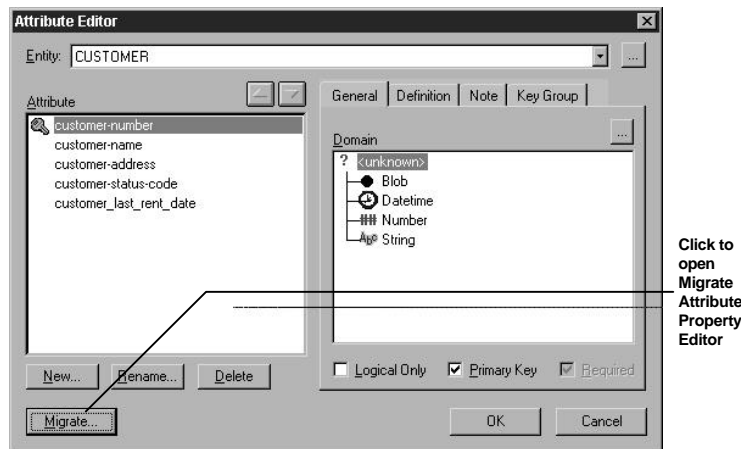 Attribute Editor
Entity: CUSTOMER
...
Attribute
customer-number
customer-name
customer-address
customer-status-code
customer_last_rent_date
General Definition Note Key Group
Domain
...
? <unknown>
Blob
Datetime
Number
String
Logical Only Primary Key Required
New... Rename... Delete
Migrate... OK Cancel
Click to
open
Migrate
Attribute
Property
Editor